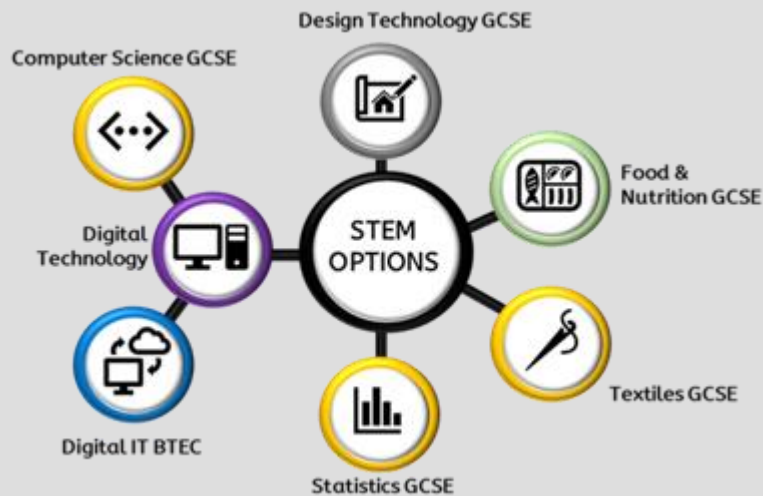 Design Technology GCSE
Computer Science GCSE
Food &
Nutrition GCSE
STEM
OPTIONS
Digital
Technology
Textiles GCSE
Digital IT BTEC
Statistics GCSE